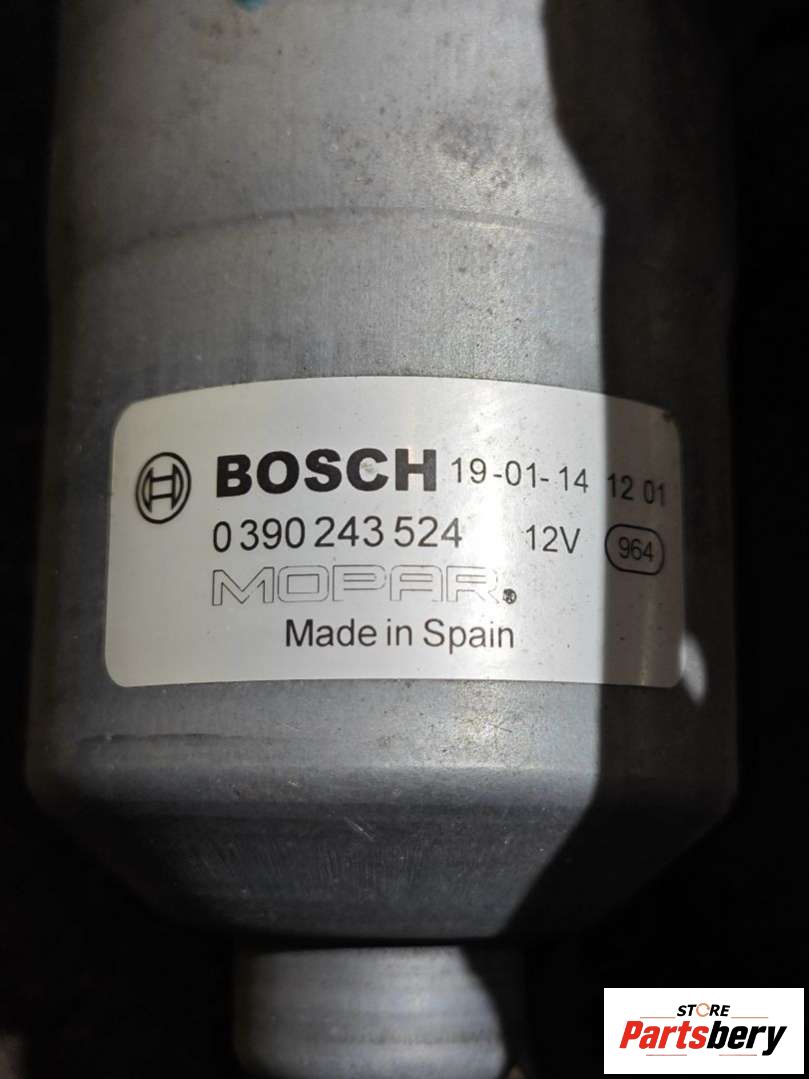 BOSCH 19-01-14 12 01
0 390 243 524 12V 964
MOPAR®
Made in Spain
STORE
Partsbery